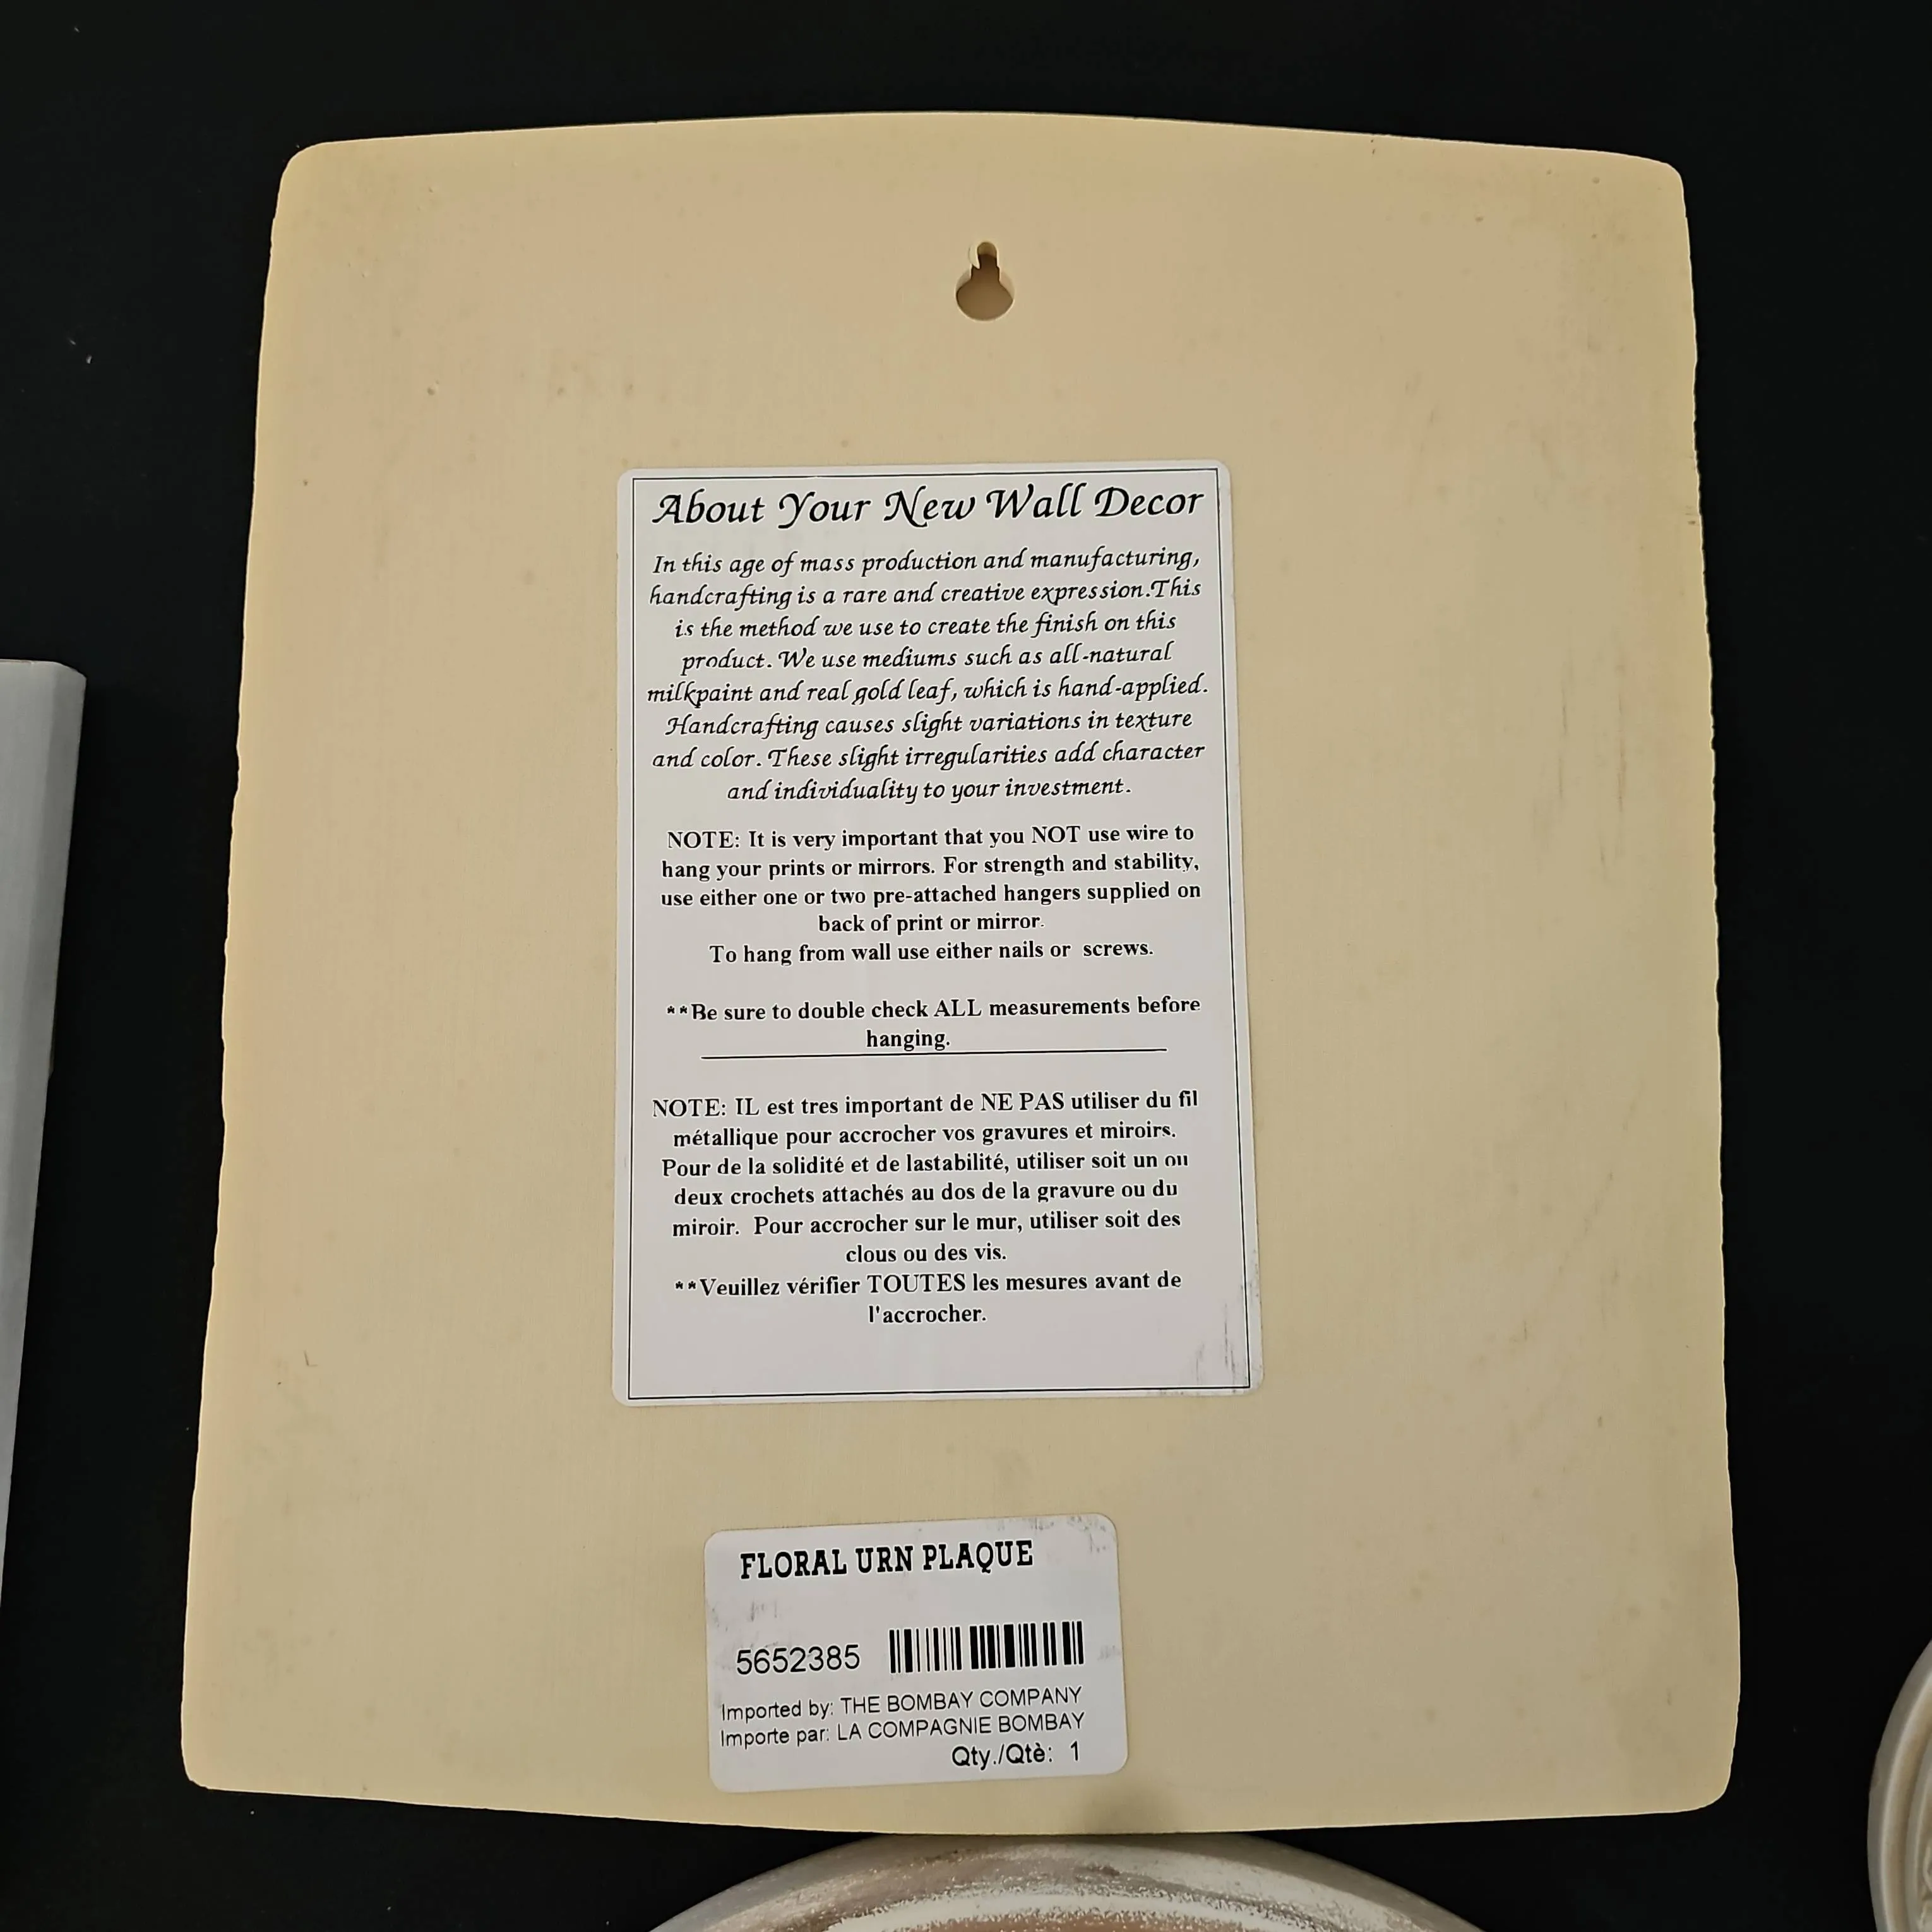 About Your New Wall Decor
In this age of mass production and manufacturing,
handcrafting is a rare and creative expression.This
is the method we use to create the finish on this
product. We use mediums such as all-natural
milkpaint and real gold leaf, which is hand-applied.
Handcrafting causes slight variations in texture
and color. These slight irregularities add character
and individuality to your investment.
NOTE: It is very important that you NOT use wire to
hang your prints or mirrors. For strength and stability,
use either one or two pre-attached hangers supplied on
back of print or mirror.
To hang from wall use either nails or screws.
**Be sure to double check ALL measurements before
hanging.
NOTE: IL est tres important de NE PAS utiliser du fil
métallique pour accrocher vos gravures et miroirs.
Pour de la solidité et de lastabilité, utiliser soit un ou
deux crochets attachés au dos de la gravure ou du
miroir. Pour accrocher sur le mur, utiliser soit des
clous ou des vis.
**Veuillez vérifier TOUTES les mesures avant de
l'accrocher.
FLORAL URN PLAQUE
5652385
Imported by: THE BOMBAY COMPANY
Importe par: LA COMPAGNIE BOMBAY
Qty./Qtè: 1